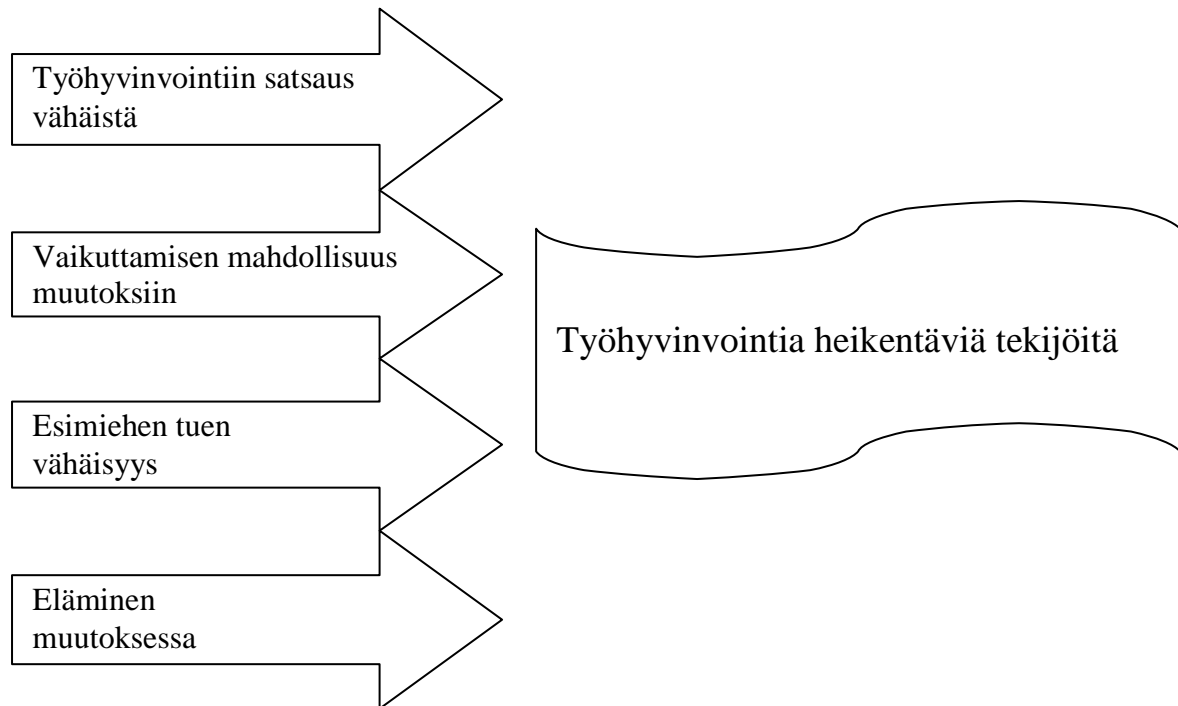 Työhyvinvointiin satsaus
vähäistä
Vaikuttamisen mahdollisuus
muutoksiin
Työhyvinvointia heikentäviä tekijöitä
Esimiehen tuen
vähäisyys
Eläminen
muutoksessa